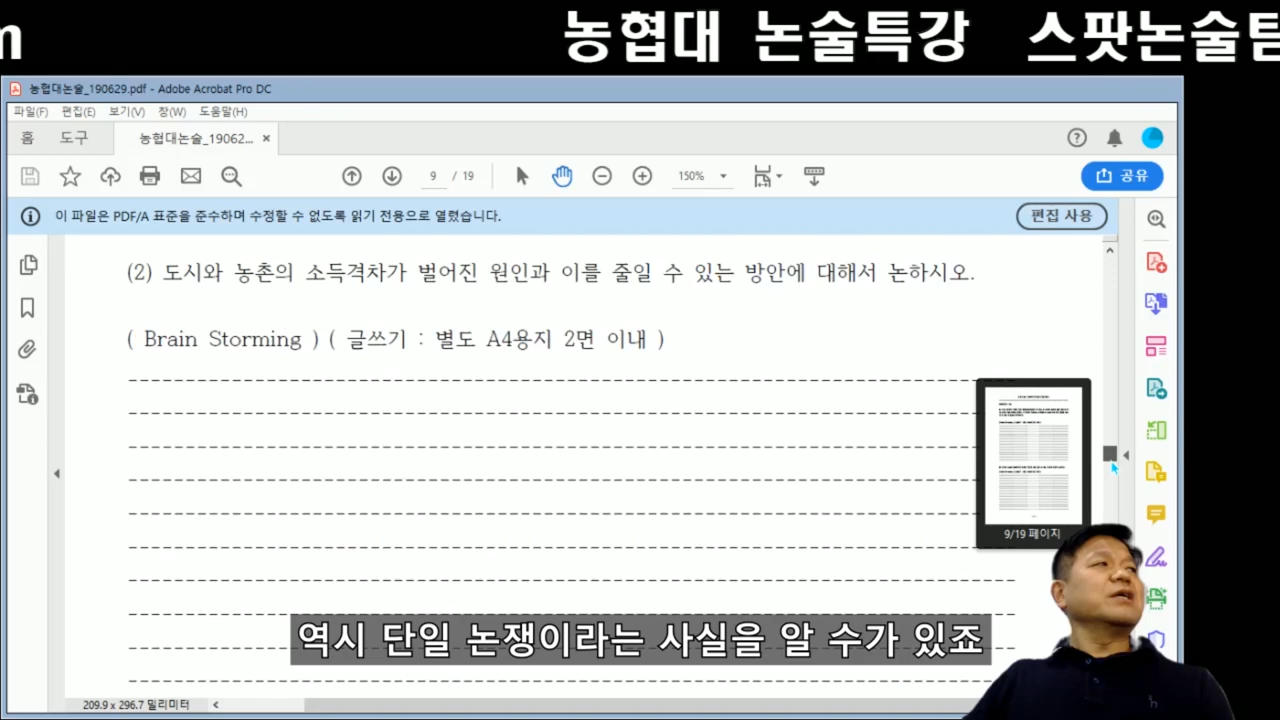 m 농협대 논술특강 스팟논술팀
농협대논술_190629.pdf - Adobe Acrobat Pro DC
파일(F) 편집(E) 보기(V) 창(W) 도움말(H)
홈 도구 농협대논술_19062... ×
9 / 19 150%
공유
이 파일은 PDF/A 표준을 준수하며 수정할 수 없도록 읽기 전용으로 열렸습니다.
편집 사용
(2) 도시와 농촌의 소득격차가 벌어진 원인과 이를 줄일 수 있는 방안에 대해서 논하시오.
( Brain Storming ) ( 글쓰기 : 별도 A4용지 2면 이내 )
9/19 페이지
역시 단일 논쟁이라는 사실을 알 수가 있죠
209.9 x 296.7 밀리미터